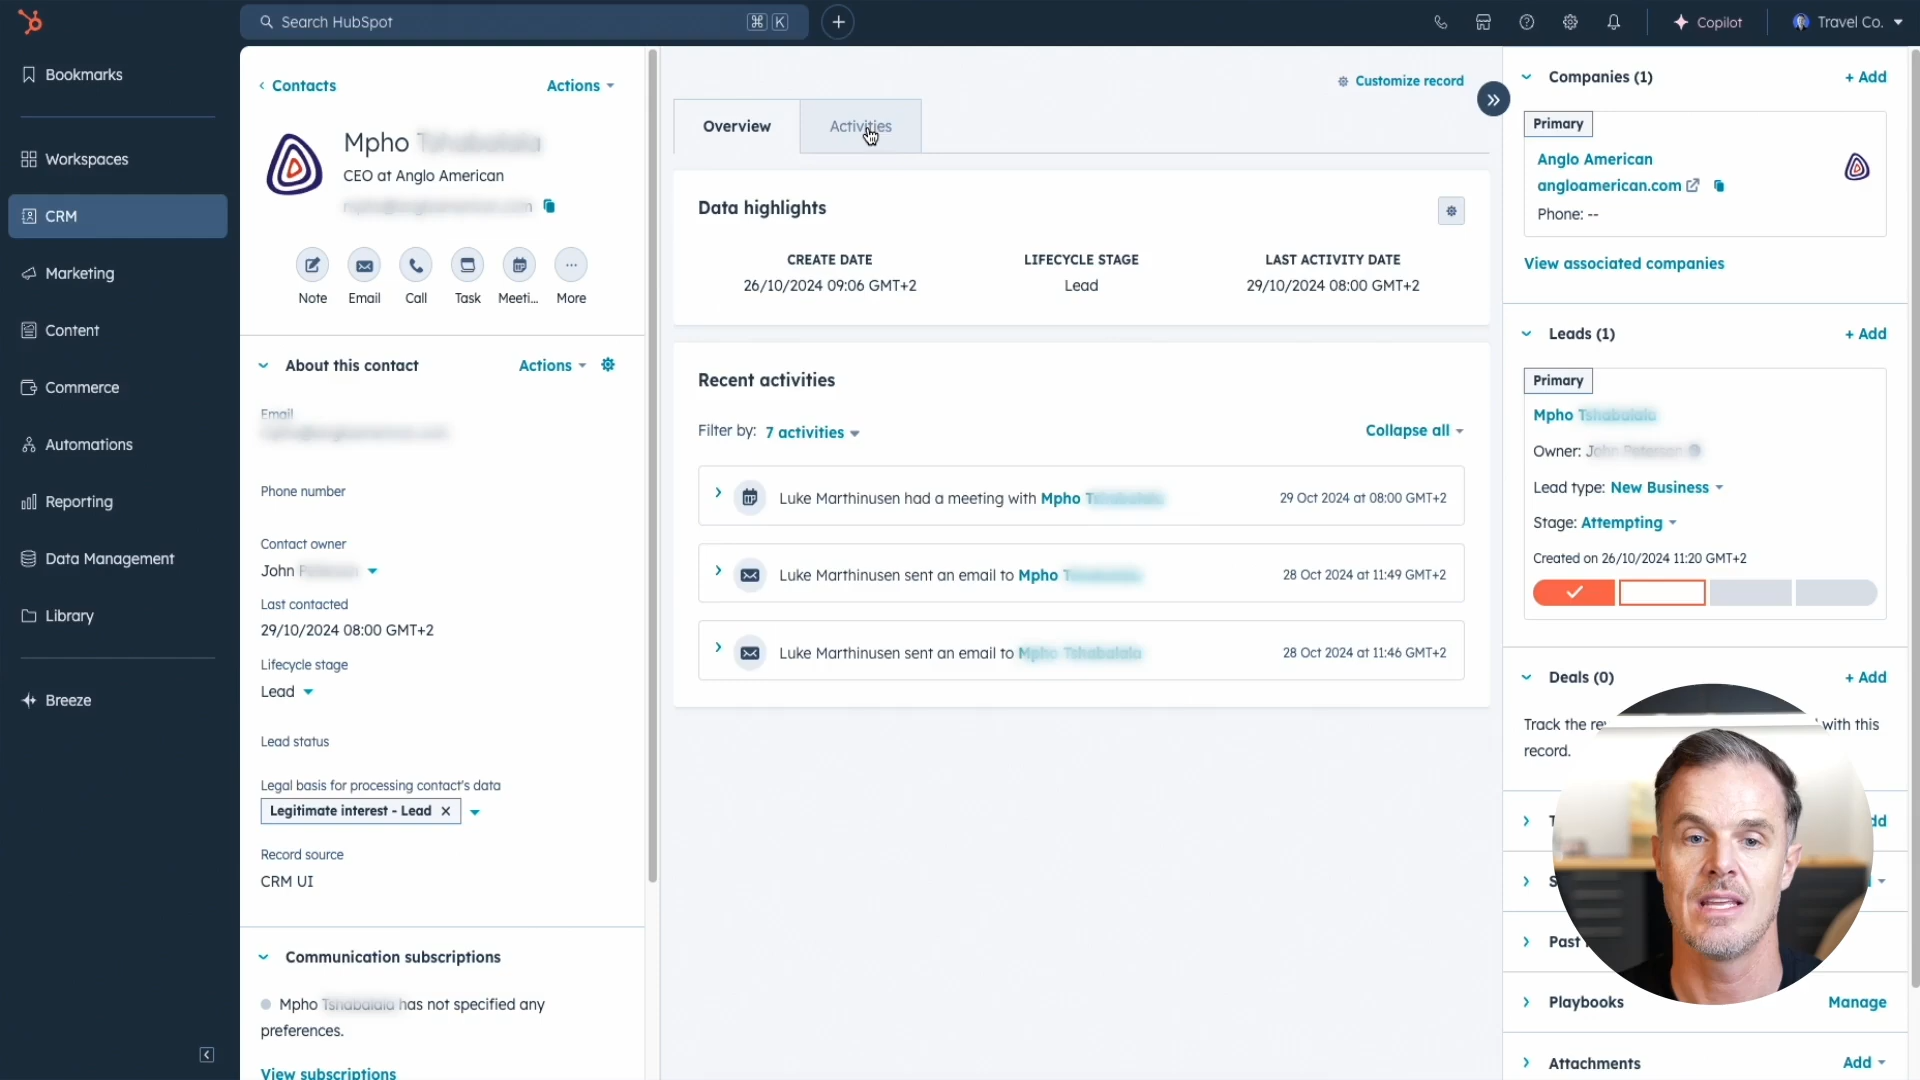 Search HubSpot
⌘ K
Copilot
Travel Co.
Bookmarks
Workspaces
CRM
Marketing
Content
Commerce
Automations
Reporting
Data Management
Library
Breeze
Contacts
Actions
Mpho
CEO at Anglo American
Note
Email
Call
Task
Meeti...
More
About this contact
Actions
Email
Phone number
Contact owner
John
Last contacted
29/10/2024 08:00 GMT+2
Lifecycle stage
Lead
Lead status
Legal basis for processing contact's data
Legitimate interest - Lead
Record source
CRM UI
Communication subscriptions
Mpho has not specified any
preferences.
View subscriptions
Customize record
Overview
Activities
Data highlights
CREATE DATE
26/10/2024 09:06 GMT+2
LIFECYCLE STAGE
Lead
LAST ACTIVITY DATE
29/10/2024 08:00 GMT+2
Recent activities
Filter by: 7 activities
Collapse all
Luke Marthinusen had a meeting with Mpho
29 Oct 2024 at 08:00 GMT+2
Luke Marthinusen sent an email to Mpho
28 Oct 2024 at 11:49 GMT+2
Luke Marthinusen sent an email to Mpho
28 Oct 2024 at 11:46 GMT+2
Companies (1)
+ Add
Primary
Anglo American
angloamerican.com
Phone: --
View associated companies
Leads (1)
+ Add
Primary
Mpho
Owner: John
Lead type: New Business
Stage: Attempting
Created on 26/10/2024 11:20 GMT+2
Deals (0)
+ Add
Track the with this
record.
Past
Playbooks
Manage
Attachments
Add